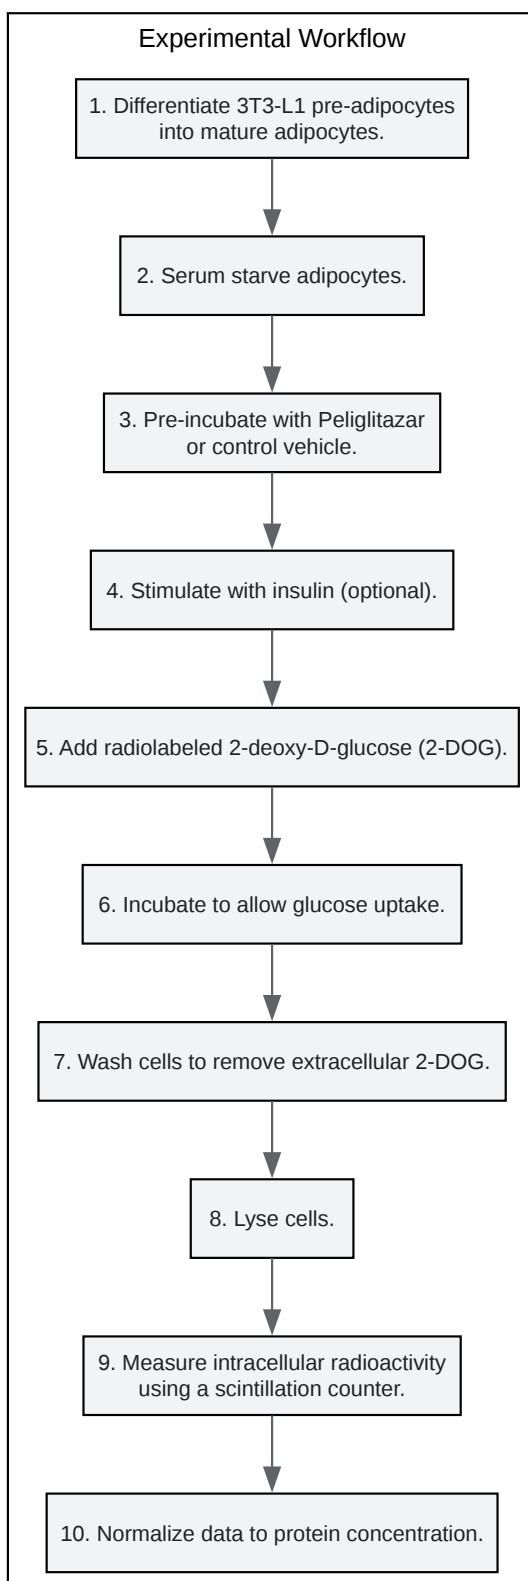 Experimental Workflow
1. Differentiate 3T3-L1 pre-adipocytes
into mature adipocytes.
2. Serum starve adipocytes.
3. Pre-incubate with Peliglitazar
or control vehicle.
4. Stimulate with insulin (optional).
5. Add radiolabeled 2-deoxy-D-glucose (2-DOG).
6. Incubate to allow glucose uptake.
7. Wash cells to remove extracellular 2-DOG.
8. Lyse cells.
9. Measure intracellular radioactivity
using a scintillation counter.
10. Normalize data to protein concentration.